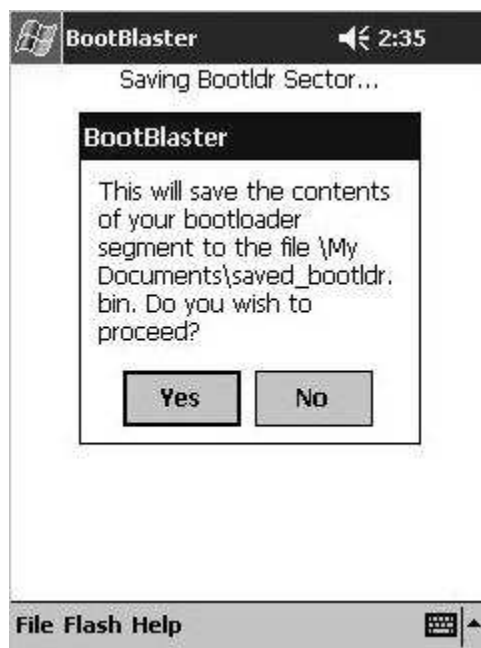 BootBlaster 2:35
Saving Bootldr Sector...
BootBlaster
This will save the contents
of your bootloader
segment to the file \My
Documents\saved_bootldr.
bin. Do you wish to
proceed?
Yes No
File Flash Help